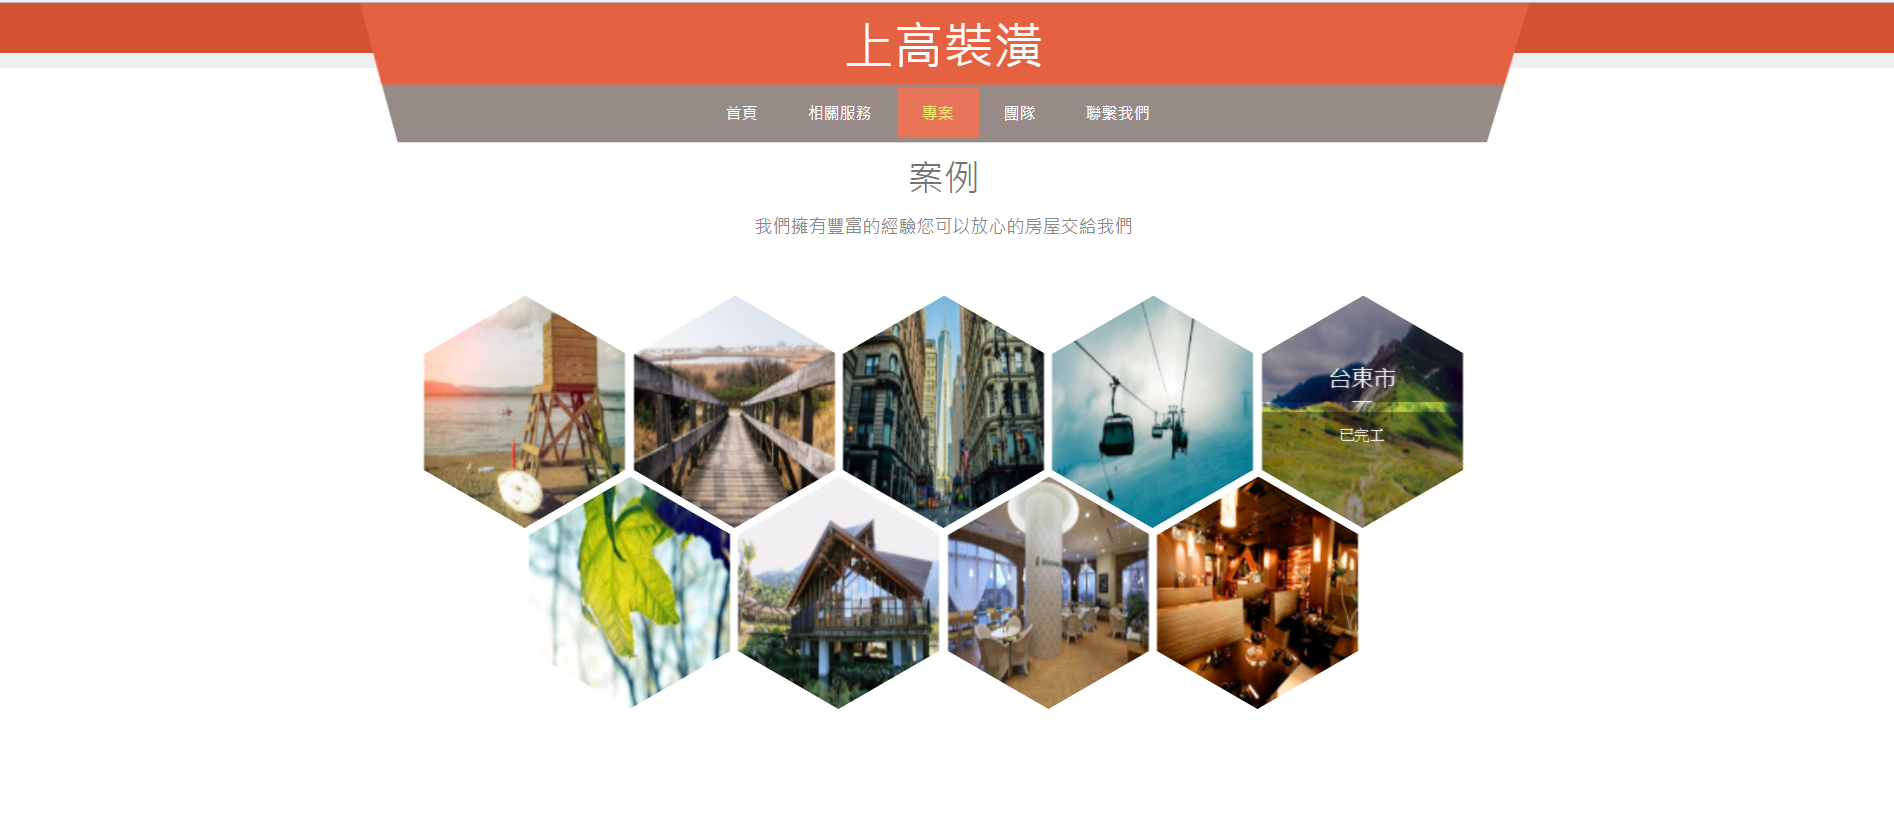 上高裝潢
首頁 相關服務 專案 團隊 聯繫我們
案例
我們擁有豐富的經驗您可以放心的房屋交給我們
台東市
已完工